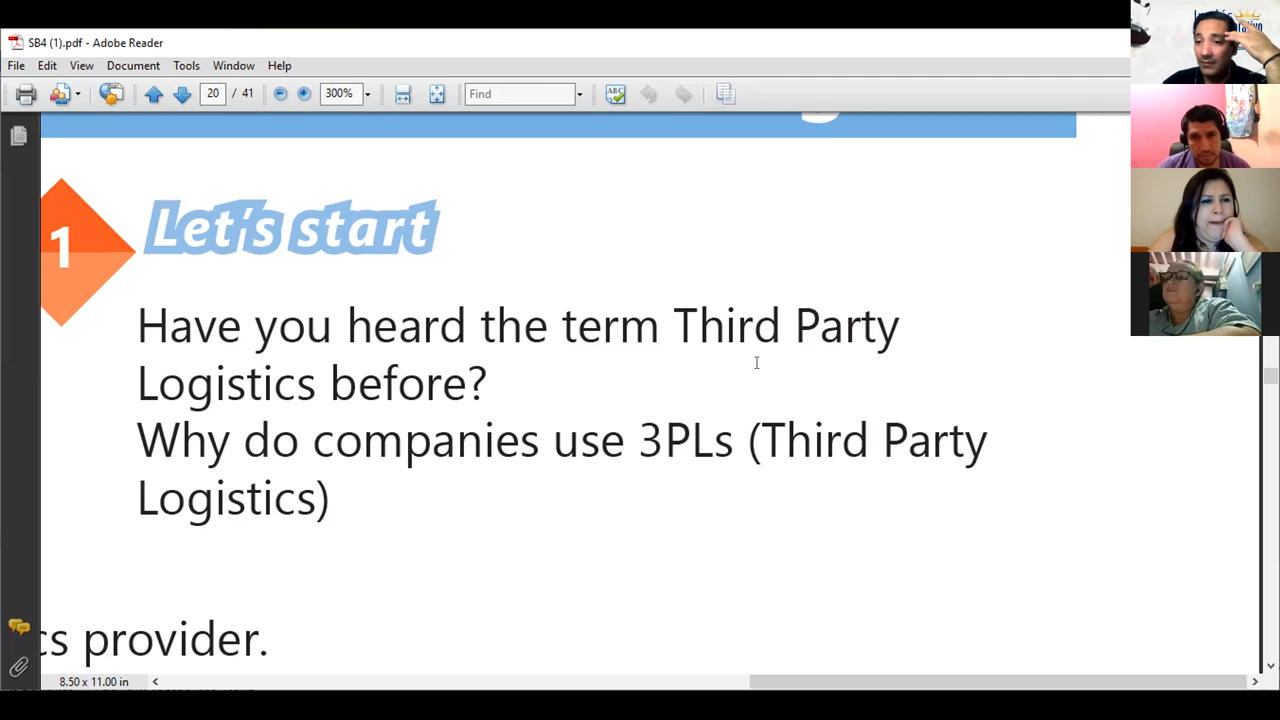 SB4 (1).pdf - Adobe Reader
File Edit View Document Tools Window Help
20 / 41 300% Find
1 Let's start
Have you heard the term Third Party
Logistics before?
Why do companies use 3PLs (Third Party
Logistics)
cs provider.
8.50 x 11.00 in